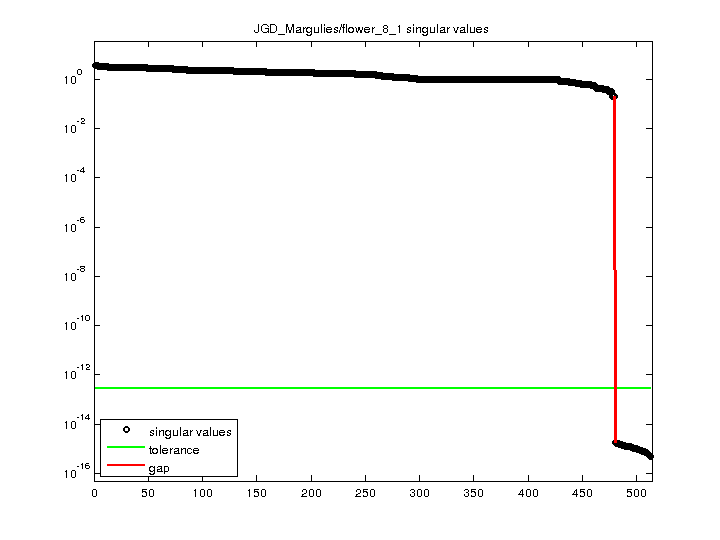 JGD_Margulies/flower_8_1 singular values
10^0
10^-2
10^-4
10^-6
10^-8
10^-10
10^-12
10^-14
10^-16
singular values
tolerance
gap
0 50 100 150 200 250 300 350 400 450 500